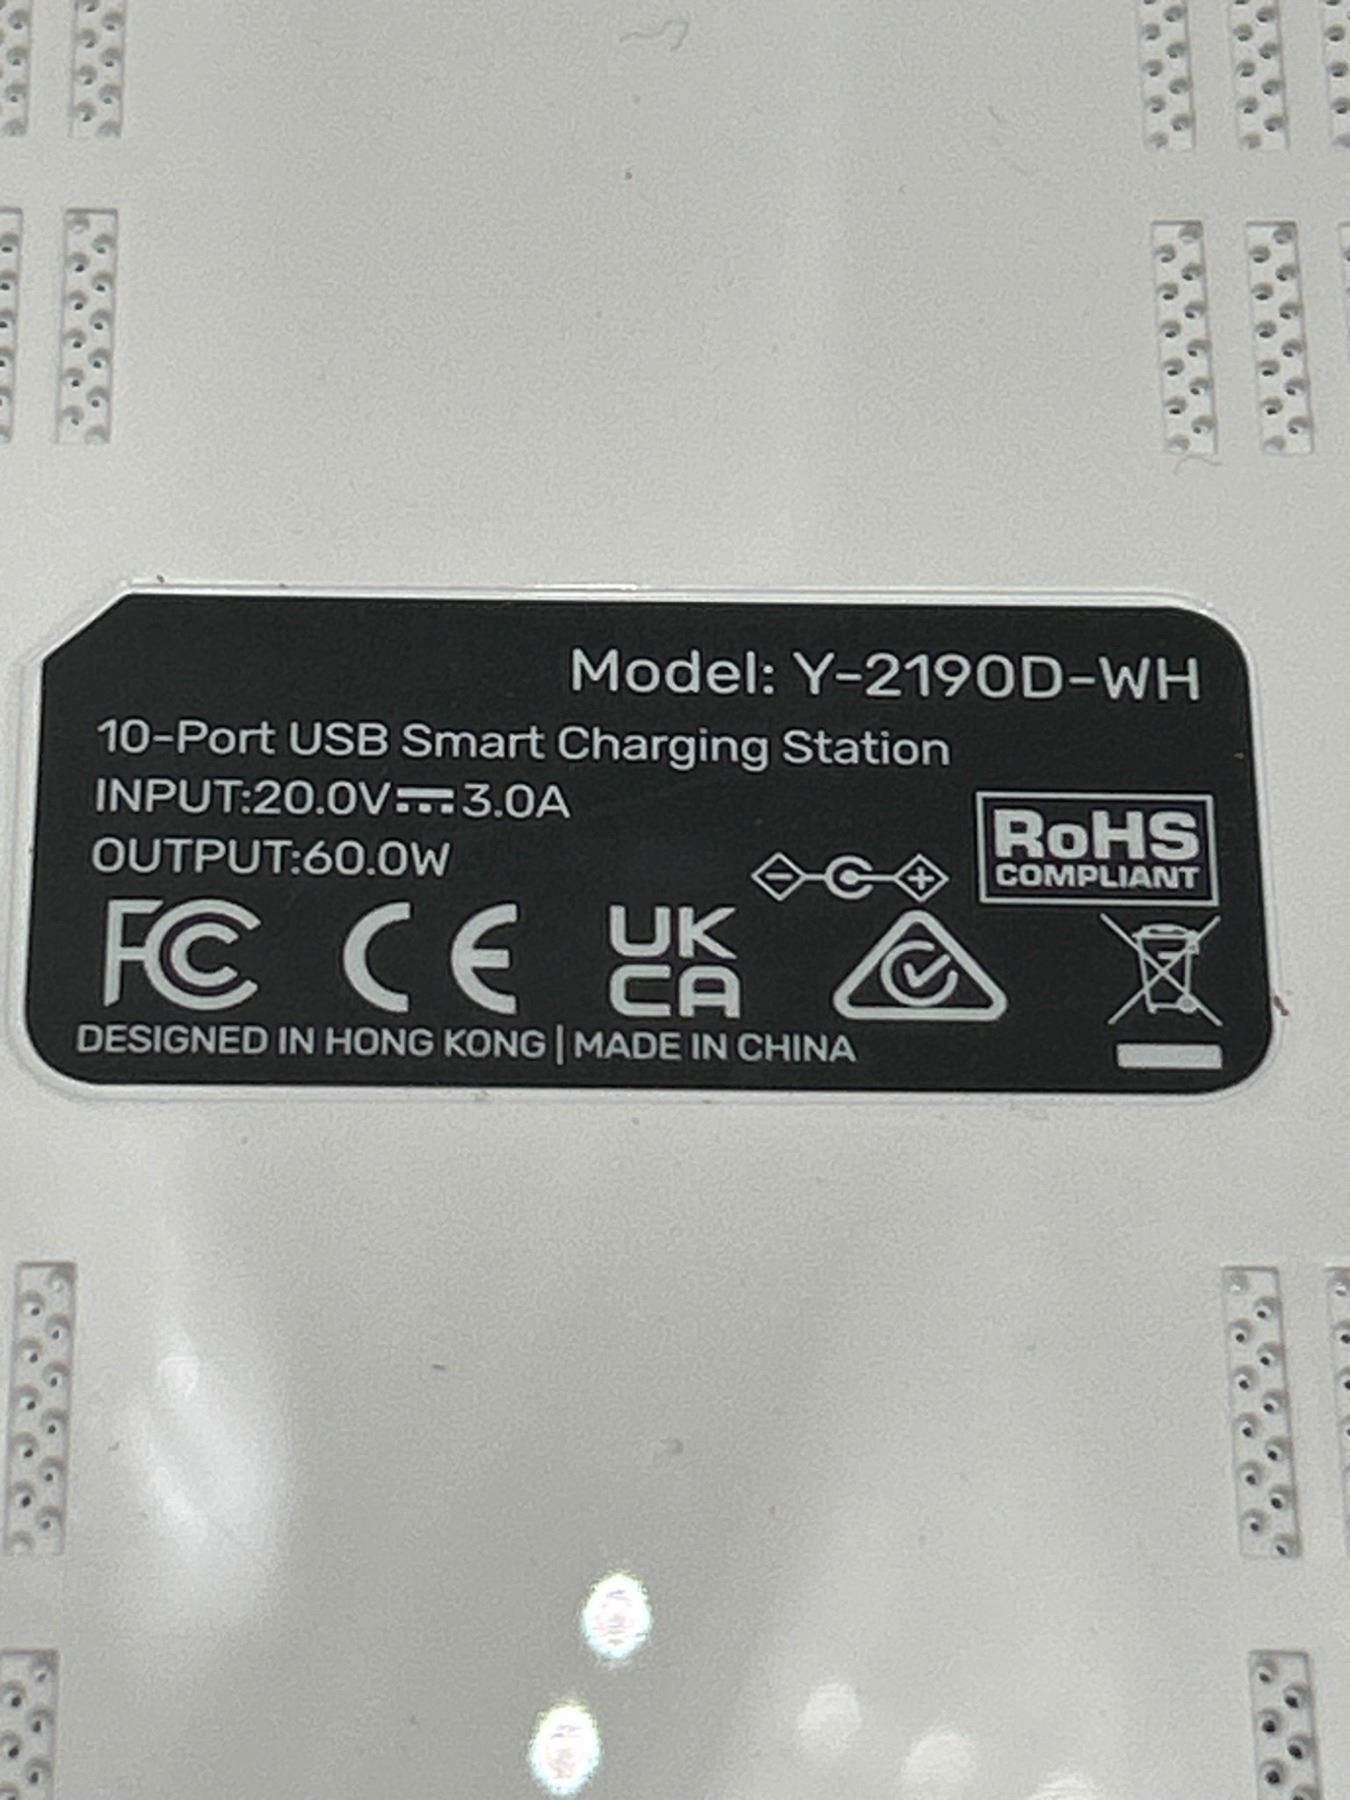 Model: Y-2190D-WH
10-Port USB Smart Charging Station
INPUT:20.0V⎓3.0A
OUTPUT:60.0W
RoHS
COMPLIANT
FC CE UK
CA
DESIGNED IN HONG KONG | MADE IN CHINA